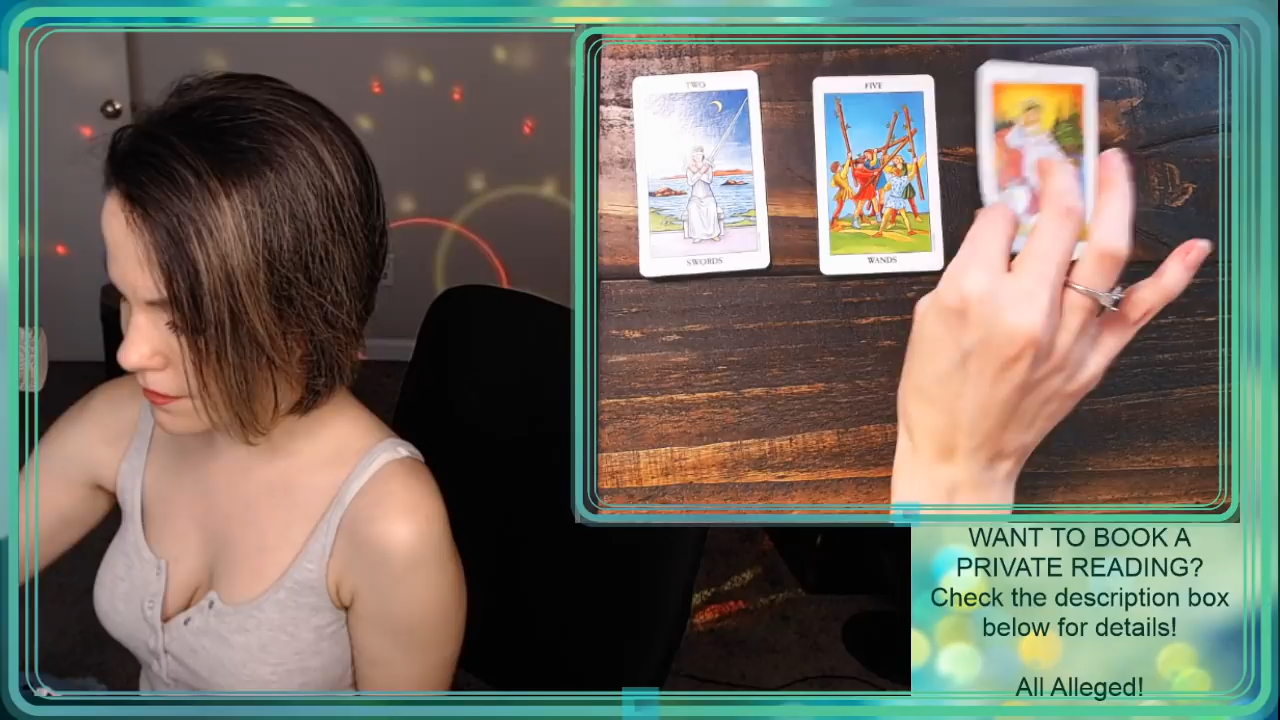 TWO
SWORDS
FIVE
WANDS
WANT TO BOOK A
PRIVATE READING?
Check the description box
below for details!
All Alleged!